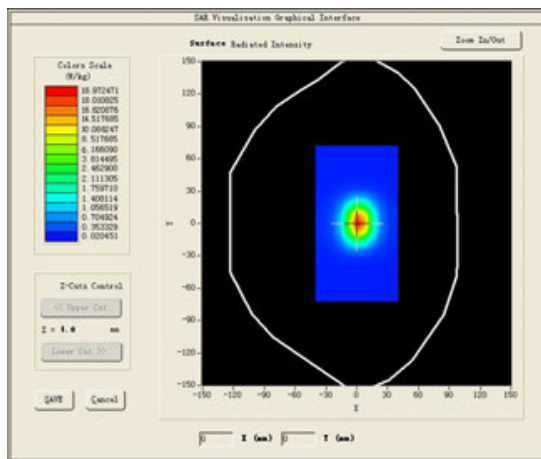 SAR Visualisation Graphical Interface
Surface Radiated Intensity
Zoom In/Out
Colors Scale
(W/kg)
18.972471
18.010825
16.620876
14.517685
10.086247
8.517685
6.166090
3.814495
2.462900
2.111305
1.759710
1.408114
1.056519
0.704924
0.353329
0.020451
Z-Cuts Control
<< Upper Cut
Z = 4.0 mm
Lower Cut >>
SAVE
Cancel
150
120
90
60
30
0
-30
-60
-90
-120
-150
Y
-150 -120 -90 -60 -30 0 30 60 90 120 150
X
0 X (mm) 0 Y (mm)